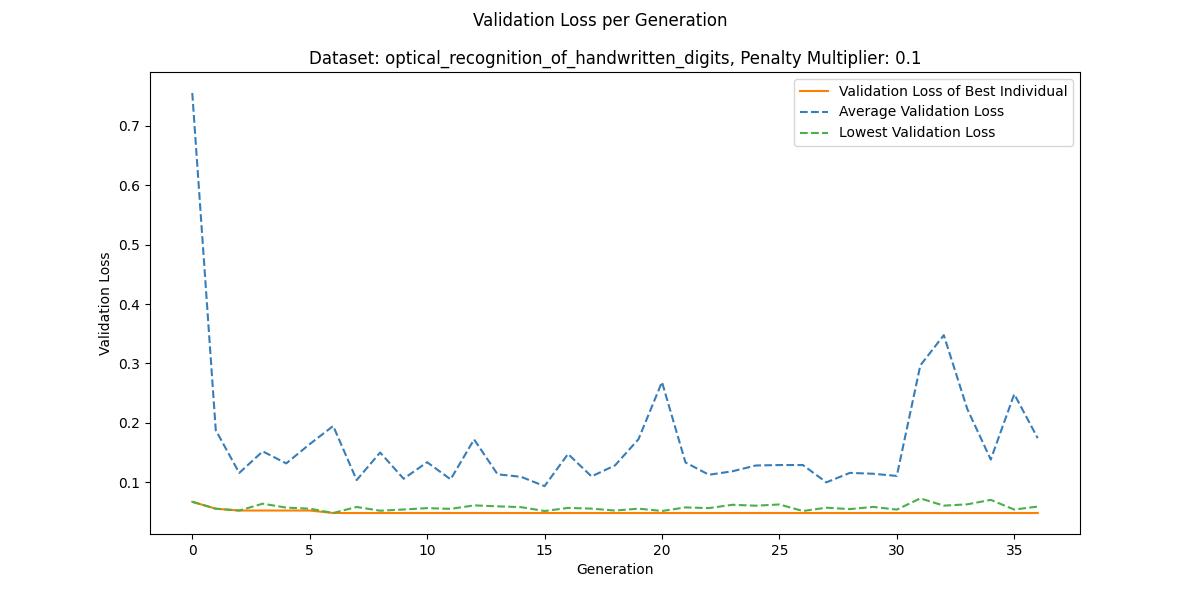 Validation Loss per Generation
Dataset: optical_recognition_of_handwritten_digits, Penalty Multiplier: 0.1
Validation Loss of Best Individual
Average Validation Loss
Lowest Validation Loss
0.7
0.6
0.5
0.4
0.3
0.2
0.1
Validation Loss
0 5 10 15 20 25 30 35
Generation